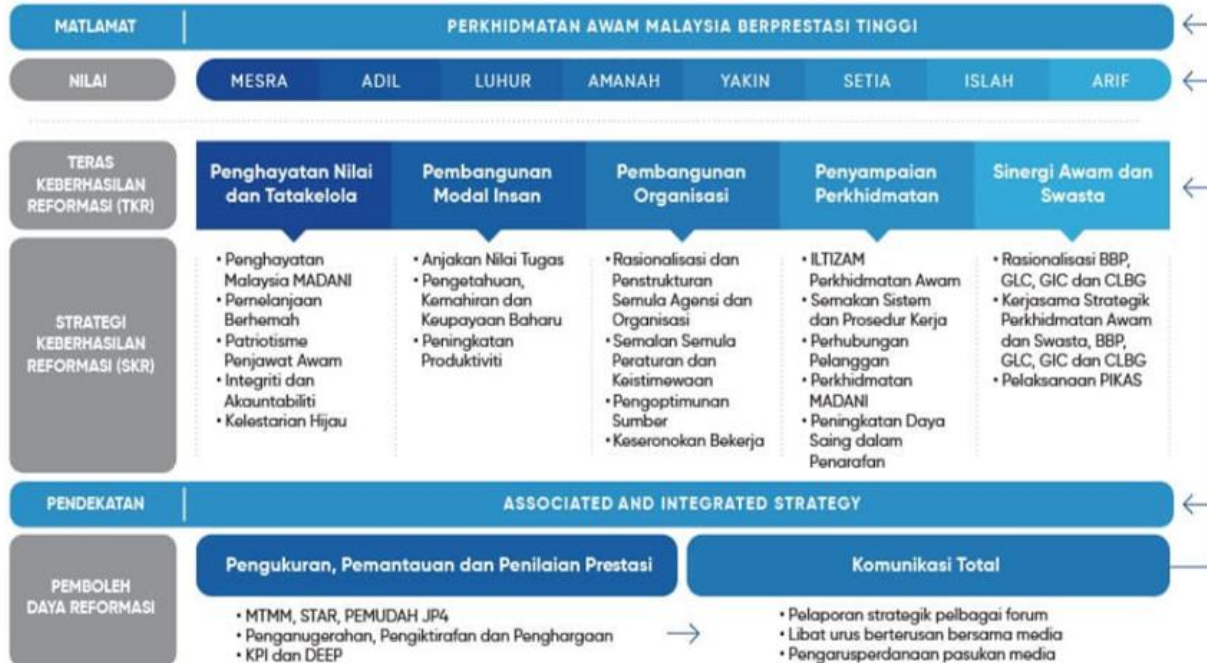 MATLAMAT
PERKHIDMATAN AWAM MALAYSIA BERPRESTASI TINGGI
NILAI
MESRA
ADIL
LUHUR
AMANAH
YAKIN
SETIA
ISLAH
ARIF
TERAS
KEBERHASILAN
REFORMASI (TKR)
Penghayatan Nilai
dan Tatakelola
Pembangunan
Modal Insan
Pembangunan
Organisasi
Penyampaian
Perkhidmatan
Sinergi Awam dan
Swasta
STRATEGI
KEBERHASILAN
REFORMASI (SKR)
• Penghayatan
Malaysia MADANI
• Pernelanjaan
Berhemah
• Patriotisme
Penjawat Awam
• Integriti dan
Akauntabiliti
• Kelestarian Hijau
• Anjakan Nilai Tugas
• Pengetahuan,
Kemahiran dan
Keupayaan Baharu
• Peningkatan
Produktiviti
• Rasionalisasi dan
Penstrukturan
Semula Agensi dan
Organisasi
• Semalan Semula
Peraturan dan
Keistimewaan
• Pengoptimunan
Sumber
• Keseronokan Bekerja
• ILTIZAM
Perkhidmatan Awam
• Semakan Sistem
dan Prosedur Kerja
• Perhubungan
Pelanggan
• Perkhidmatan
MADANI
• Peningkatan Daya
Saing dalam
Penarafan
• Rasionalisasi BBP,
GLC, GIC dan CLBG
• Kerjasama Strategik
Perkhidmatan Awam
dan Swasta, BBP,
GLC, GIC dan CLBG
• Pelaksanaan PIKAS
PENDEKATAN
ASSOCIATED AND INTEGRATED STRATEGY
PEMBOLEH
DAYA REFORMASI
Pengukuran, Pemantauan dan Penilaian Prestasi
• MTMM, STAR, PEMUDAH JP4
• Penganugerahan, Pengiktirafan dan Penghargaan
• KPI dan DEEP
Komunikasi Total
• Pelaporan strategik pelbagai forum
• Libat urus berterusan bersama media
• Pengarusperdanaan pasukan media